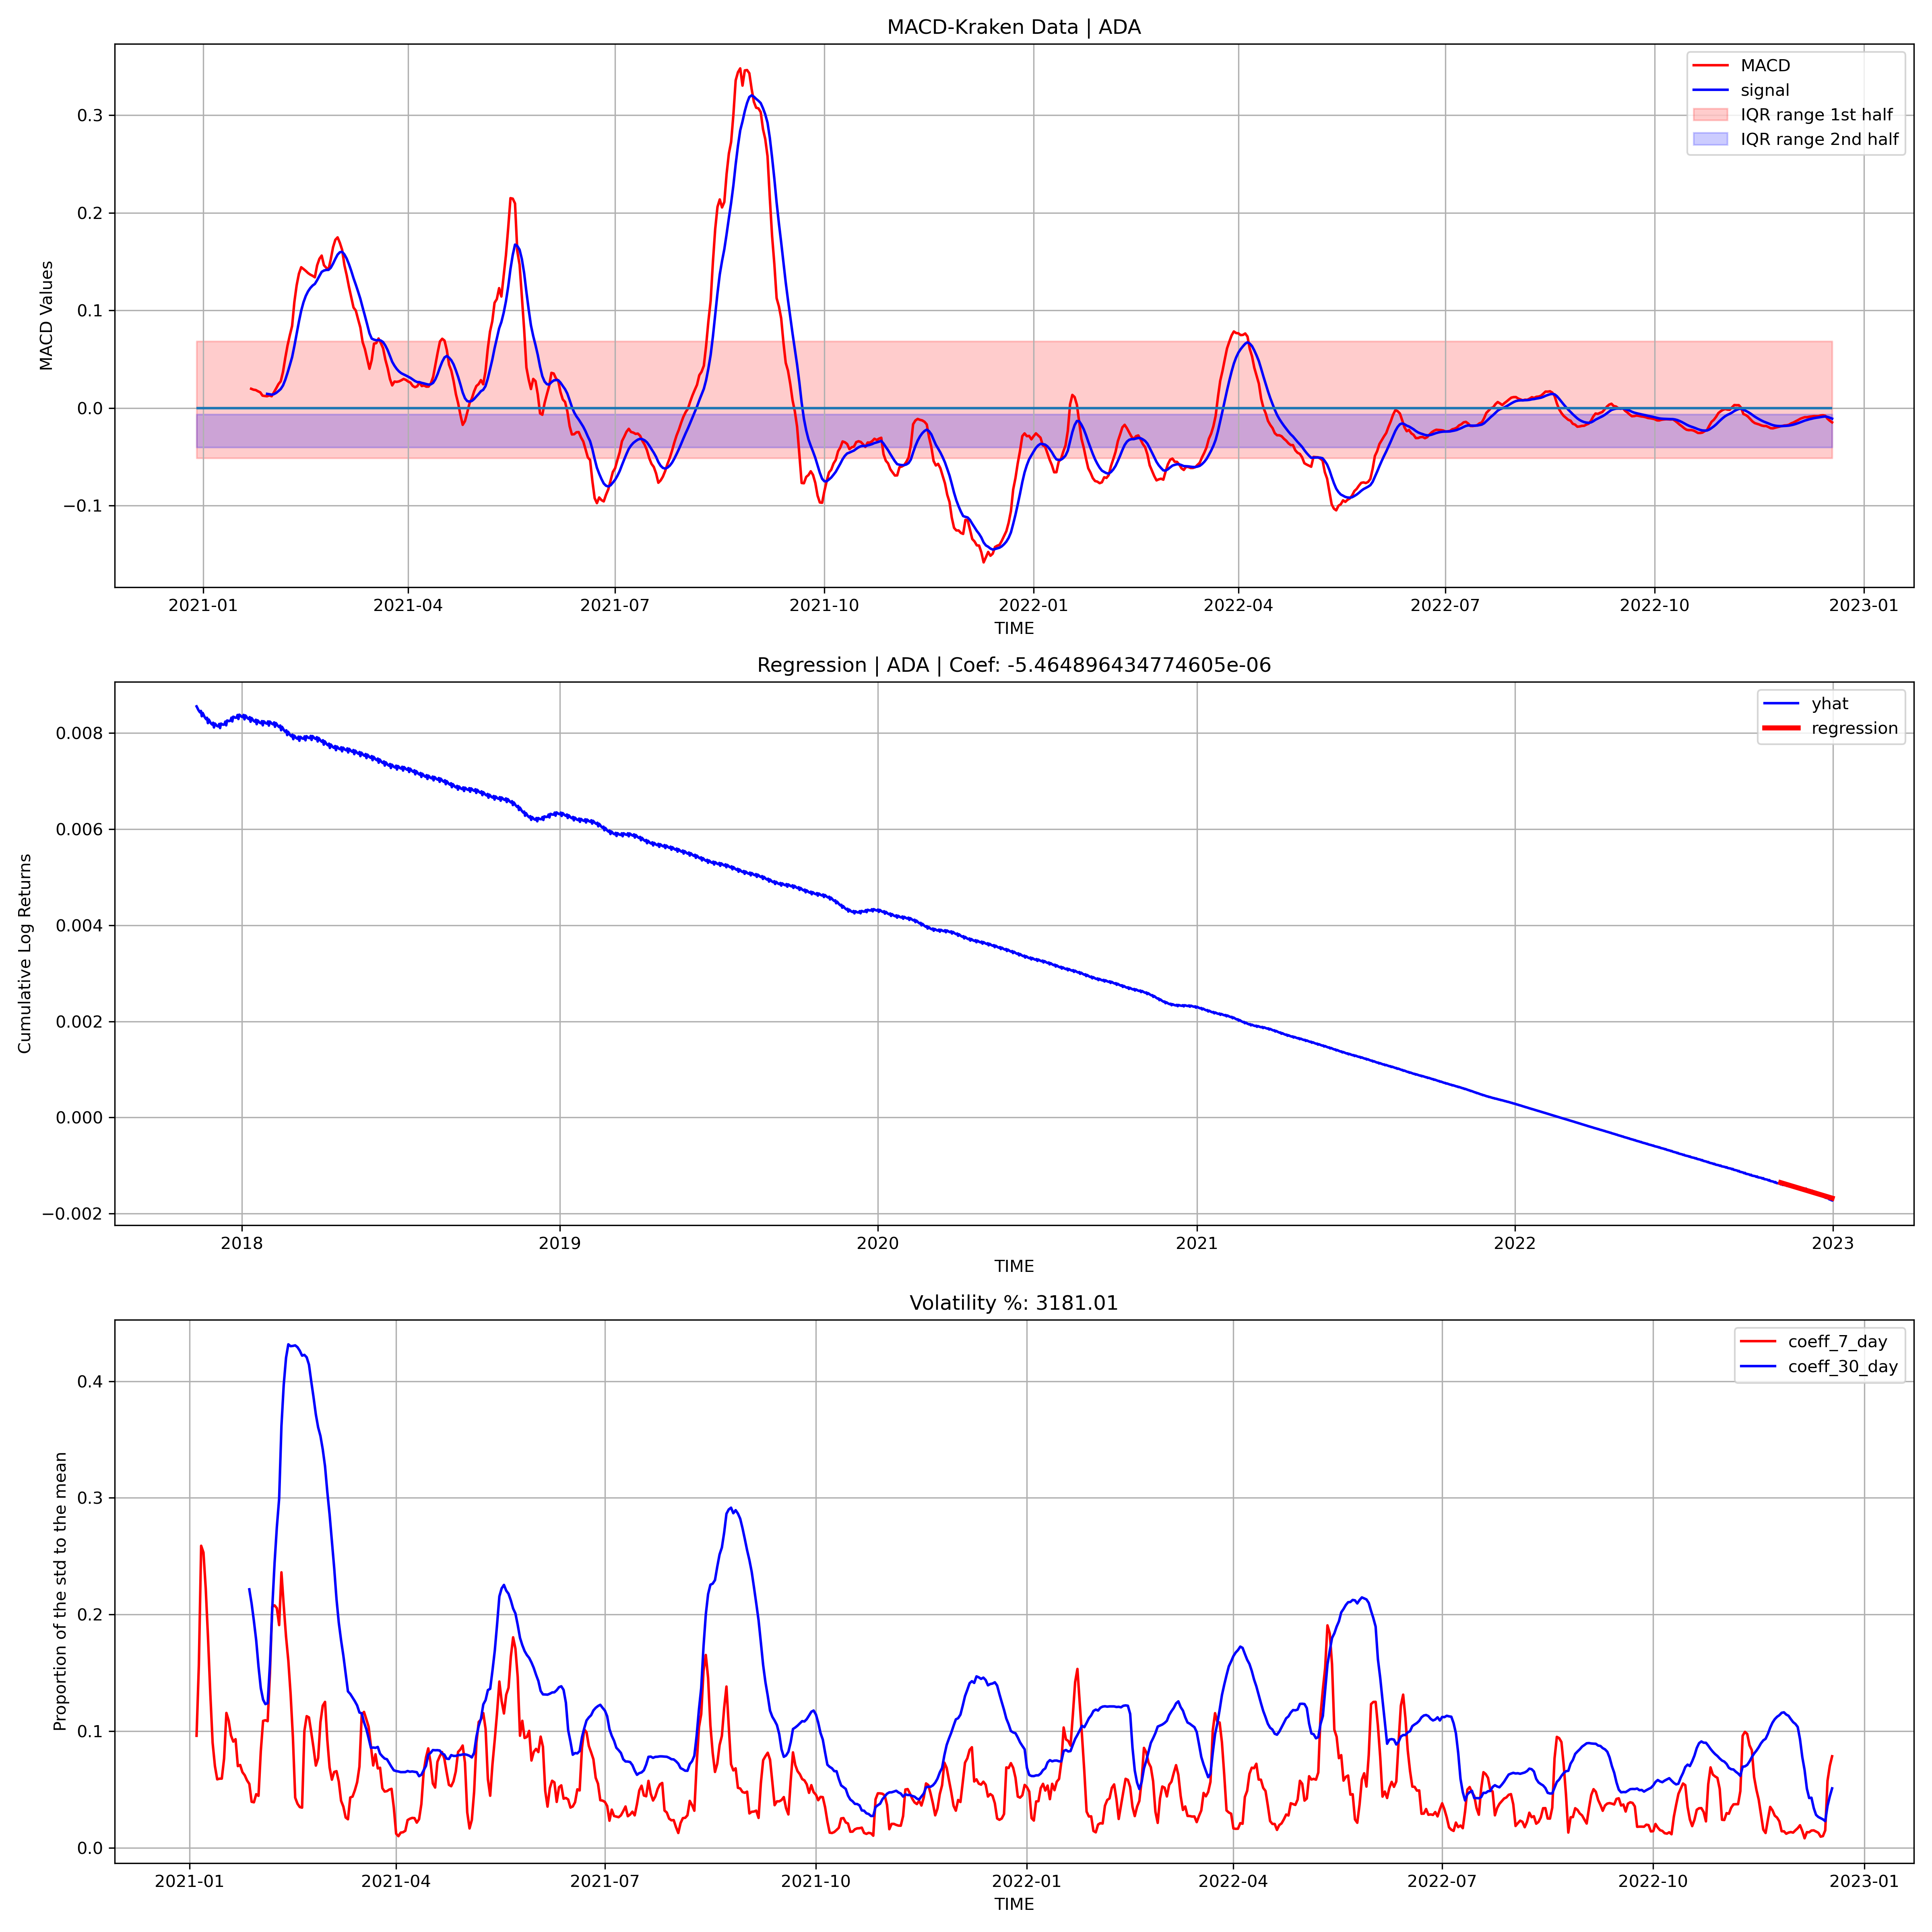 MACD-Kraken Data | ADA
MACD
signal
IQR range 1st half
IQR range 2nd half
MACD Values
0.3
0.2
0.1
0.0
−0.1
2021-01 2021-04 2021-07 2021-10 2022-01 2022-04 2022-07 2022-10 2023-01
TIME
Regression | ADA | Coef: -5.464896434774605e-06
yhat
regression
Cumulative Log Returns
0.008
0.006
0.004
0.002
0.000
−0.002
2018 2019 2020 2021 2022 2023
TIME
Volatility %: 3181.01
coeff_7_day
coeff_30_day
Proportion of the std to the mean
0.4
0.3
0.2
0.1
0.0
2021-01 2021-04 2021-07 2021-10 2022-01 2022-04 2022-07 2022-10 2023-01
TIME